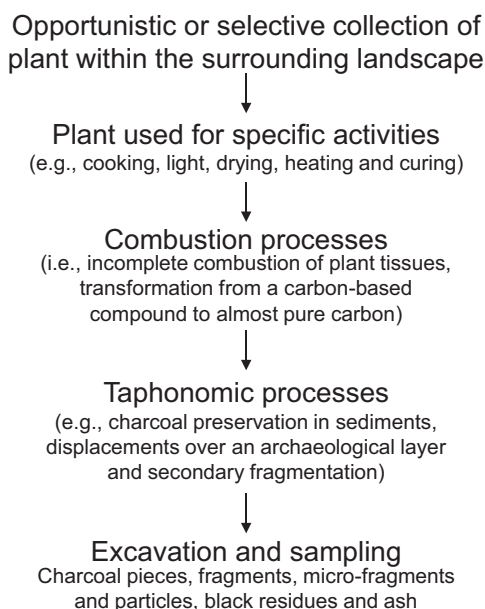 Opportunistic or selective collection of
plant within the surrounding landscape
Plant used for specific activities
(e.g., cooking, light, drying, heating and curing)
Combustion processes
(i.e., incomplete combustion of plant tissues,
transformation from a carbon-based
compound to almost pure carbon)
Taphonomic processes
(e.g., charcoal preservation in sediments,
displacements over an archaeological layer
and secondary fragmentation)
Excavation and sampling
Charcoal pieces, fragments, micro-fragments
and particles, black residues and ash